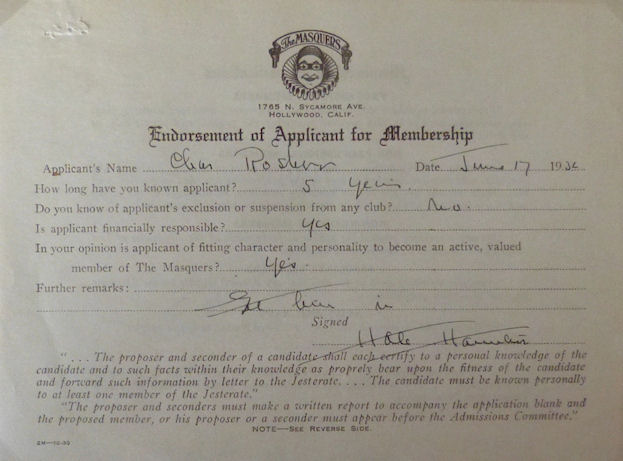 The MASQUERS
1765 N. SYCAMORE AVE.
HOLLYWOOD, CALIF.
Endorsement of Applicant for Membership
Applicant's Name Chas Rosher Date June 17 1932
How long have you known applicant? 5 years.
Do you know of applicant's exclusion or suspension from any club? No.
Is applicant financially responsible? Yes
In your opinion is applicant of fitting character and personality to become an active, valued
member of The Masquers? Yes.
Further remarks:
Get him in
Signed
Hale Hamilton
". . . The proposer and seconder of a candidate shall each certify to a personal knowledge of the
candidate and to such facts within their knowledge as proprely bear upon the fitness of the candidate
and forward such information by letter to the Jesterate. . . . The candidate must be known personally
to at least one member of the Jesterate."
"The proposer and seconders must make a written report to accompany the application blank and
the proposed member, or his proposer or a seconder must appear before the Admissions Committee."
NOTE—SEE REVERSE SIDE.
2M—10-30